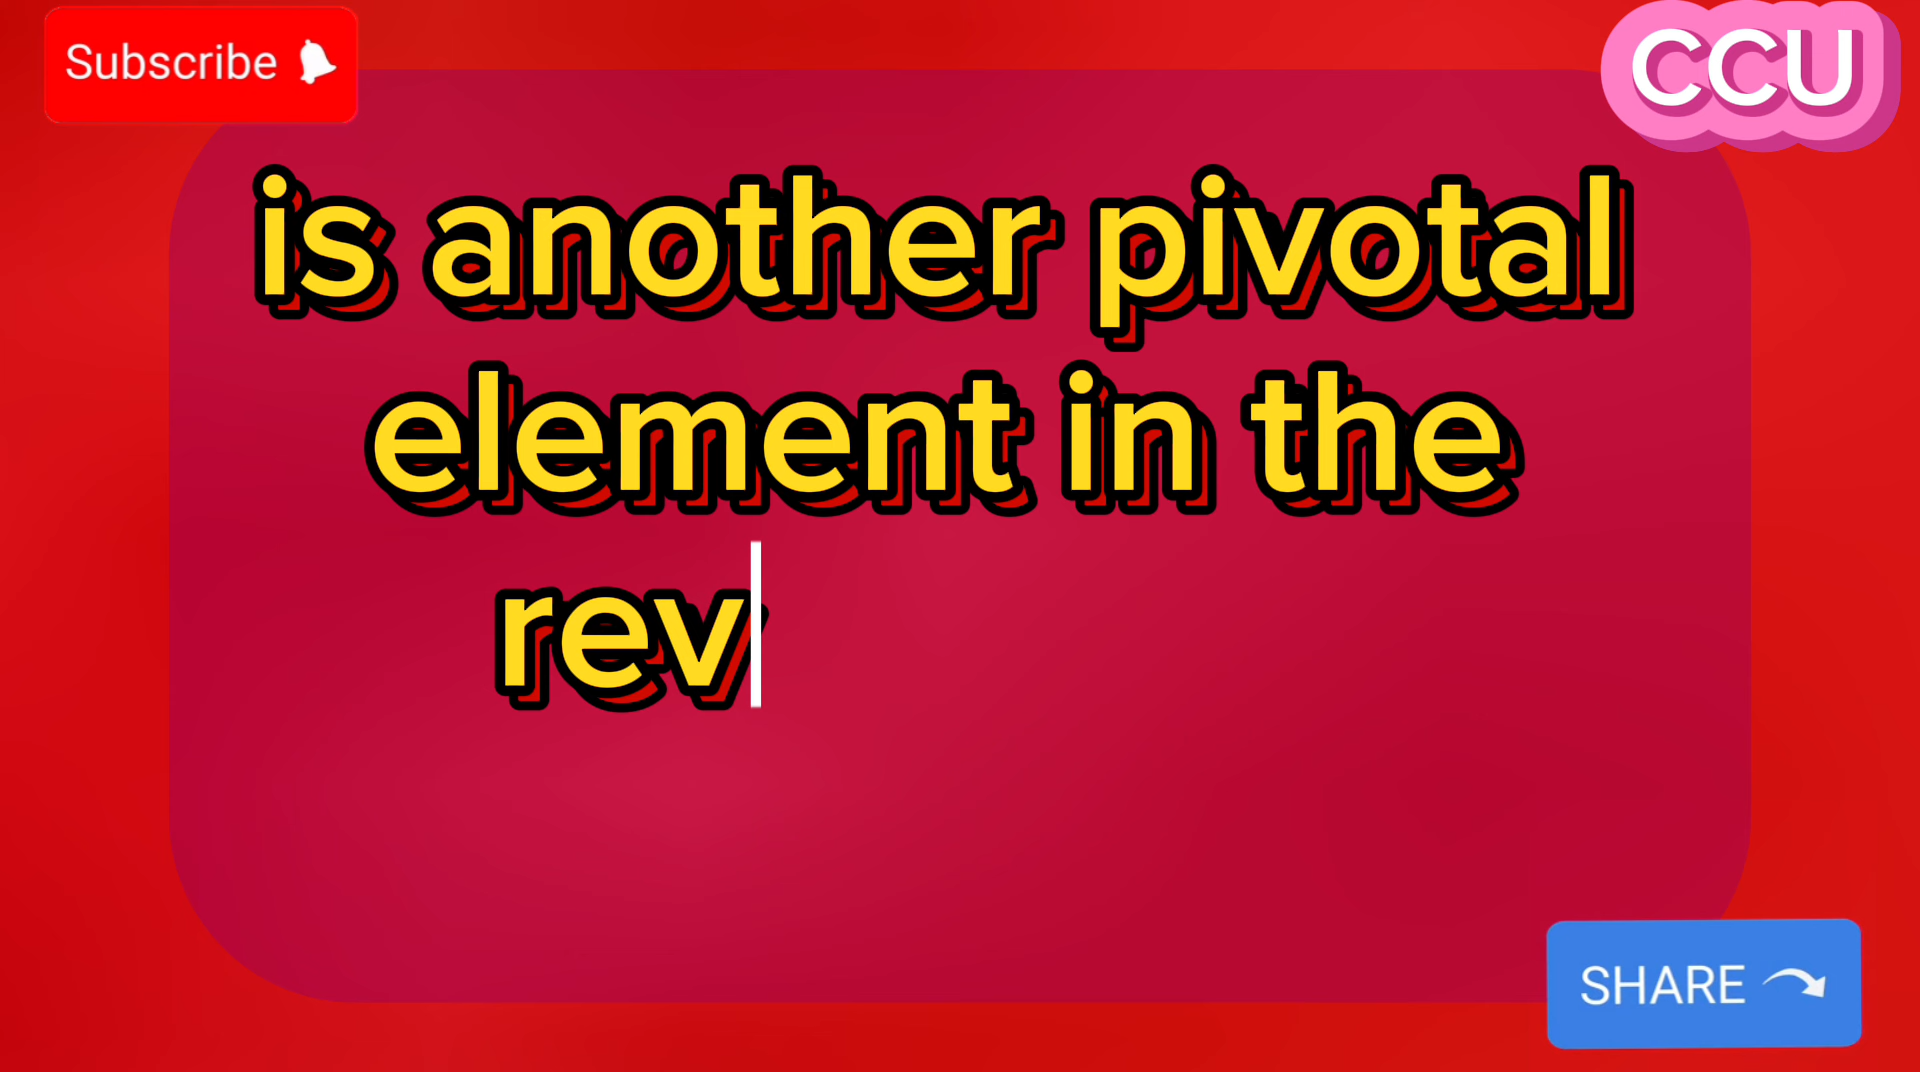 Subscribe
CCU
is another pivotal
element in the
rev
SHARE